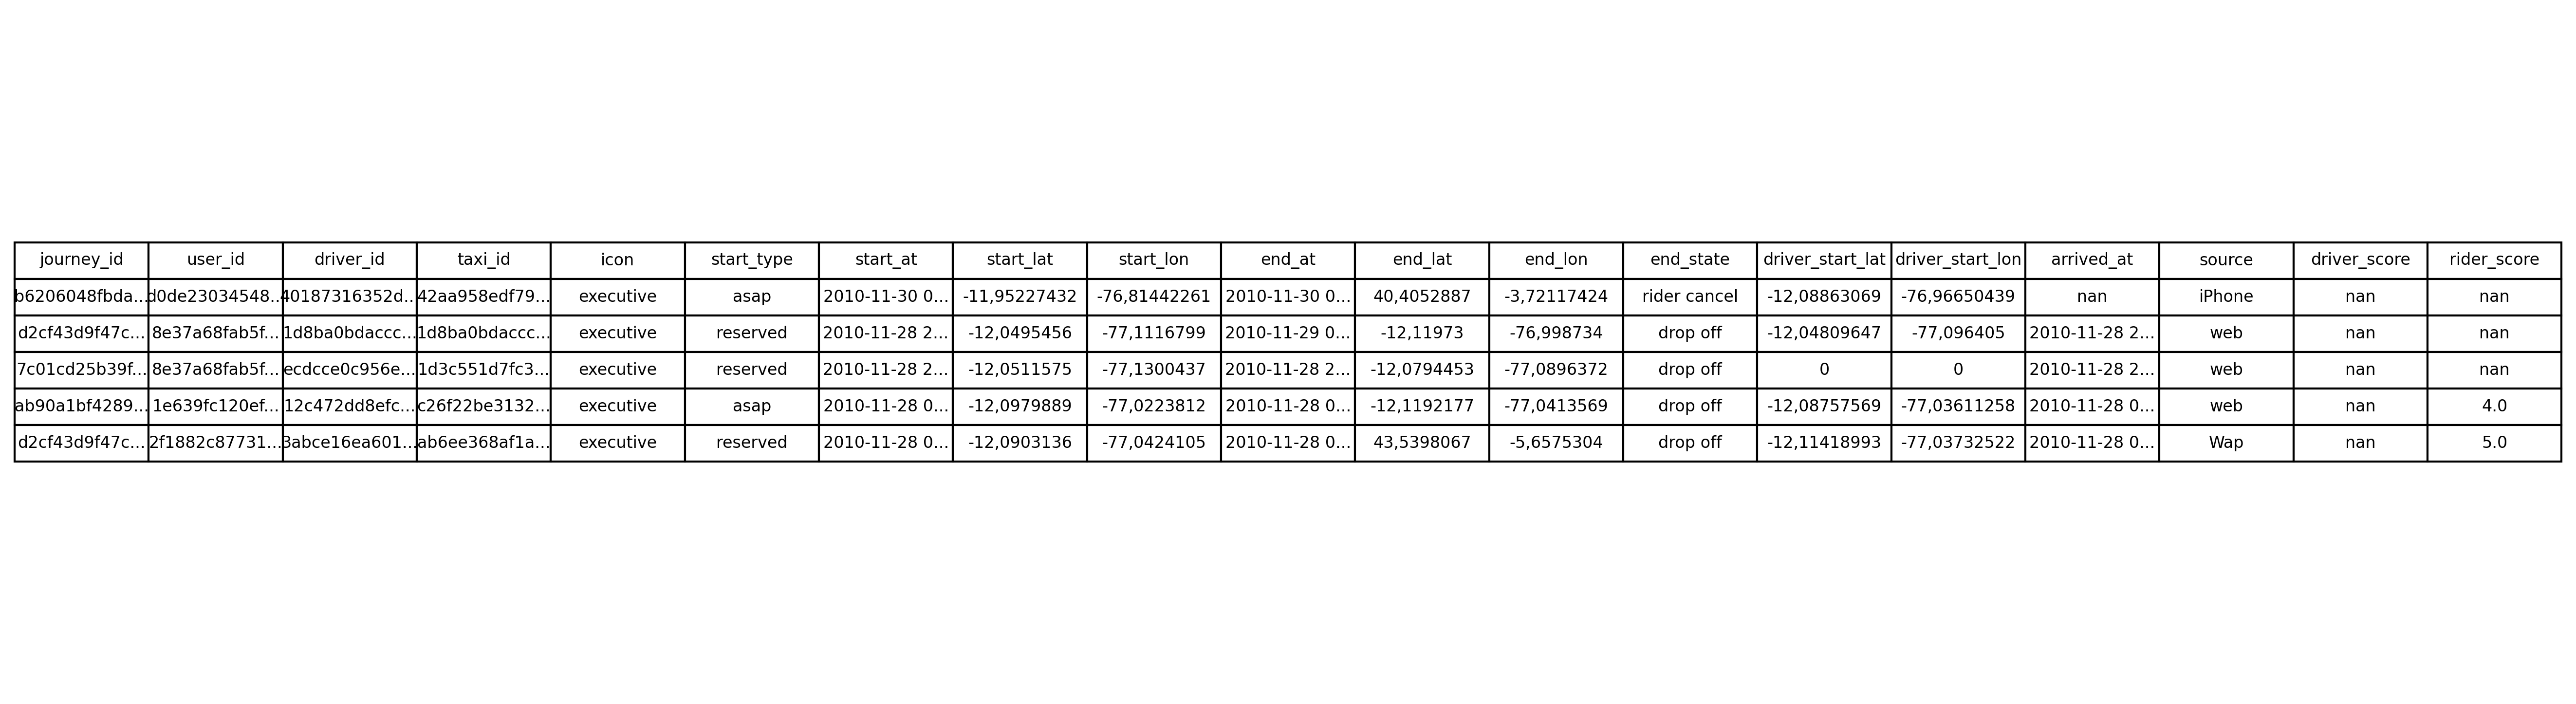 journey_id user_id driver_id taxi_id icon start_type start_at start_lat start_lon end_at end_lat end_lon end_state driver_start_lat driver_start_lon arrived_at source driver_score rider_score
b6206048fbda... d0de23034548... 40187316352d... 42aa958edf79... executive asap 2010-11-30 0... -11,95227432 -76,81442261 2010-11-30 0... 40,4052887 -3,72117424 rider cancel -12,08863069 -76,96650439 nan iPhone nan nan
d2cf43d9f47c... 8e37a68fab5f... 1d8ba0bdaccc... 1d8ba0bdaccc... executive reserved 2010-11-28 2... -12,0495456 -77,1116799 2010-11-29 0... -12,11973 -76,998734 drop off -12,04809647 -77,096405 2010-11-28 2... web nan nan
7c01cd25b39f... 8e37a68fab5f... ecdcce0c956e... 1d3c551d7fc3... executive reserved 2010-11-28 2... -12,0511575 -77,1300437 2010-11-28 2... -12,0794453 -77,0896372 drop off 0 0 2010-11-28 2... web nan nan
ab90a1bf4289... 1e639fc120ef... 12c472dd8efc... c26f22be3132... executive asap 2010-11-28 0... -12,0979889 -77,0223812 2010-11-28 0... -12,1192177 -77,0413569 drop off -12,08757569 -77,03611258 2010-11-28 0... web nan 4.0
d2cf43d9f47c... 2f1882c87731... 3abce16ea601... ab6ee368af1a... executive reserved 2010-11-28 0... -12,0903136 -77,0424105 2010-11-28 0... 43,5398067 -5,6575304 drop off -12,11418993 -77,03732522 2010-11-28 0... Wap nan 5.0